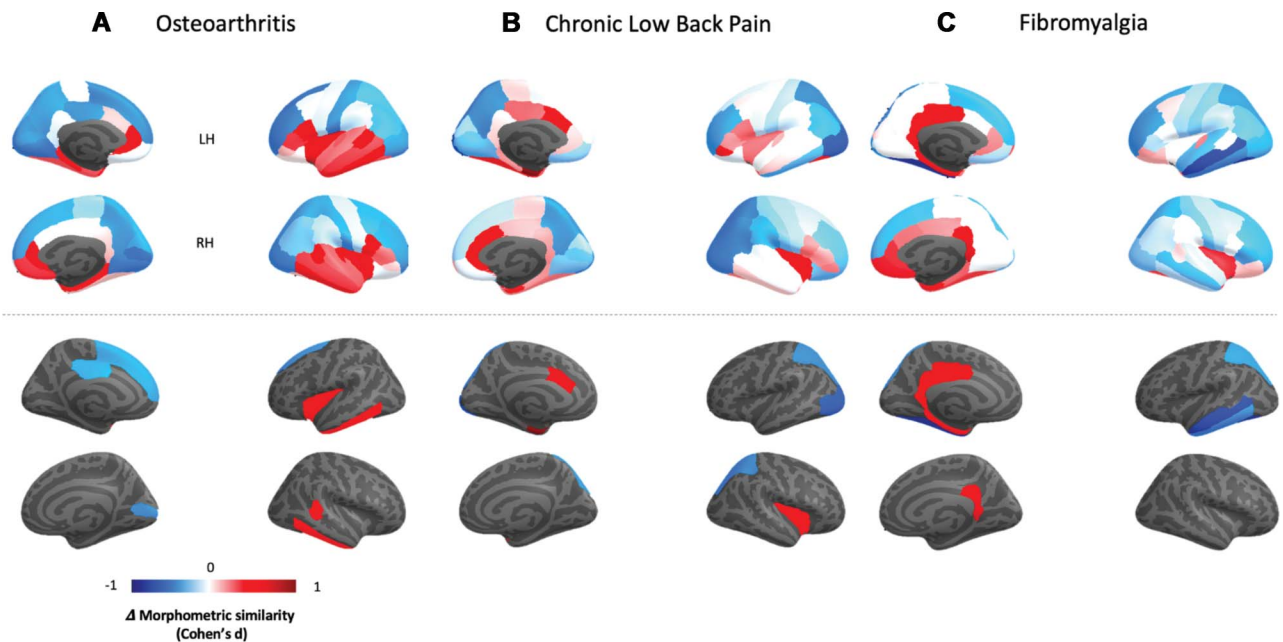 A Osteoarthritis
B Chronic Low Back Pain
C Fibromyalgia
LH
RH
0
-1
1
Δ Morphometric similarity
(Cohen's d)